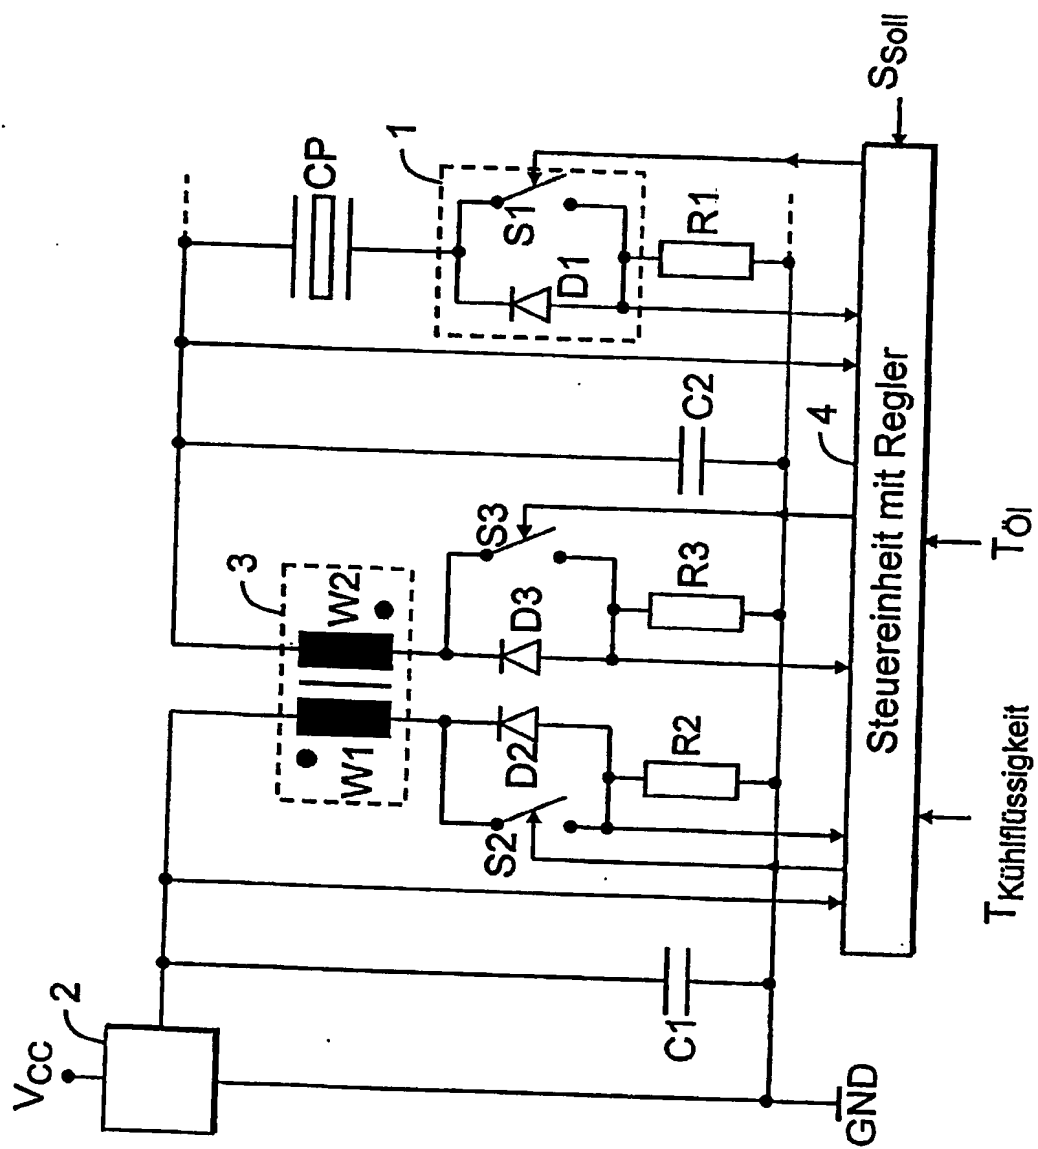 VCC
2
C1
GND
S2
D2
R2
W1
W2
3
D3
S3
R3
C2
CP
1
S1
D1
R1
4
Steuereinheit mit Regler
TKühlflüssigkeit
TÖl
SSoll